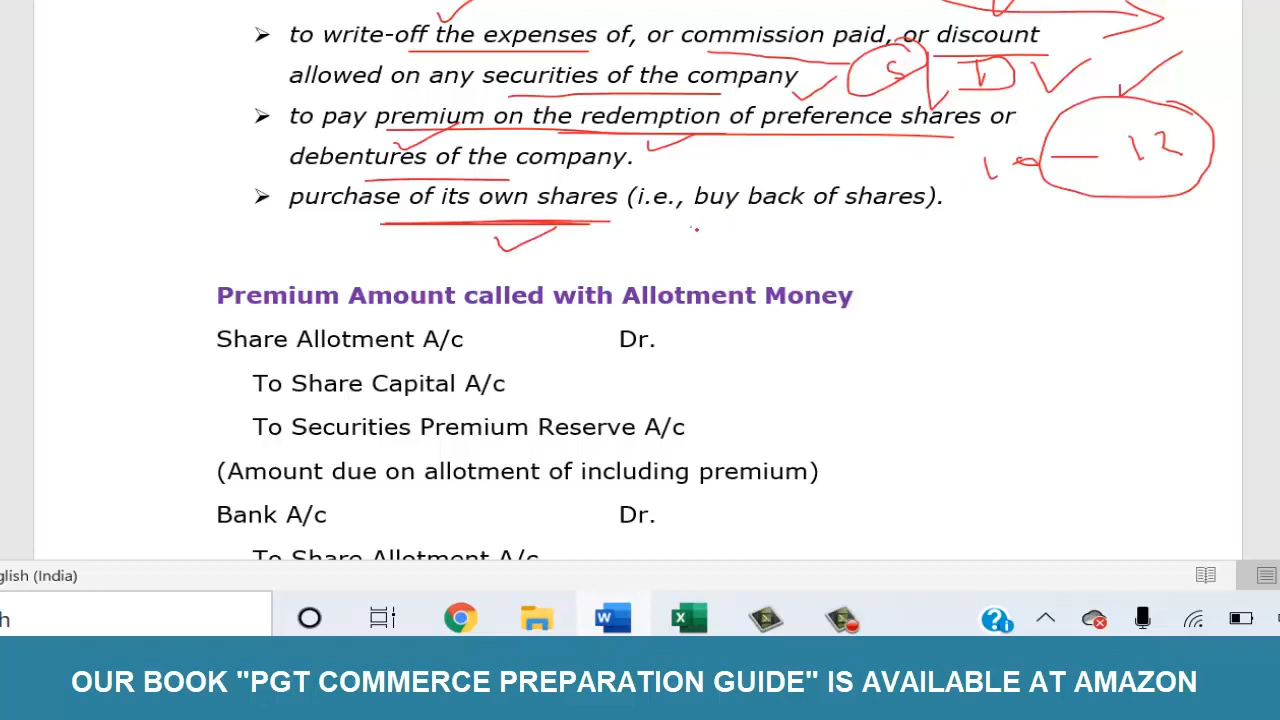 ➢ to write-off the expenses of, or commission paid, or discount
allowed on any securities of the company
S D
➢ to pay premium on the redemption of preference shares or
12
debentures of the company.
➢ purchase of its own shares (i.e., buy back of shares).
Premium Amount called with Allotment Money
Share Allotment A/c Dr.
To Share Capital A/c
To Securities Premium Reserve A/c
(Amount due on allotment of including premium)
Bank A/c Dr.
To Share Allotment A/c
glish (India)
h
OUR BOOK "PGT COMMERCE PREPARATION GUIDE" IS AVAILABLE AT AMAZON